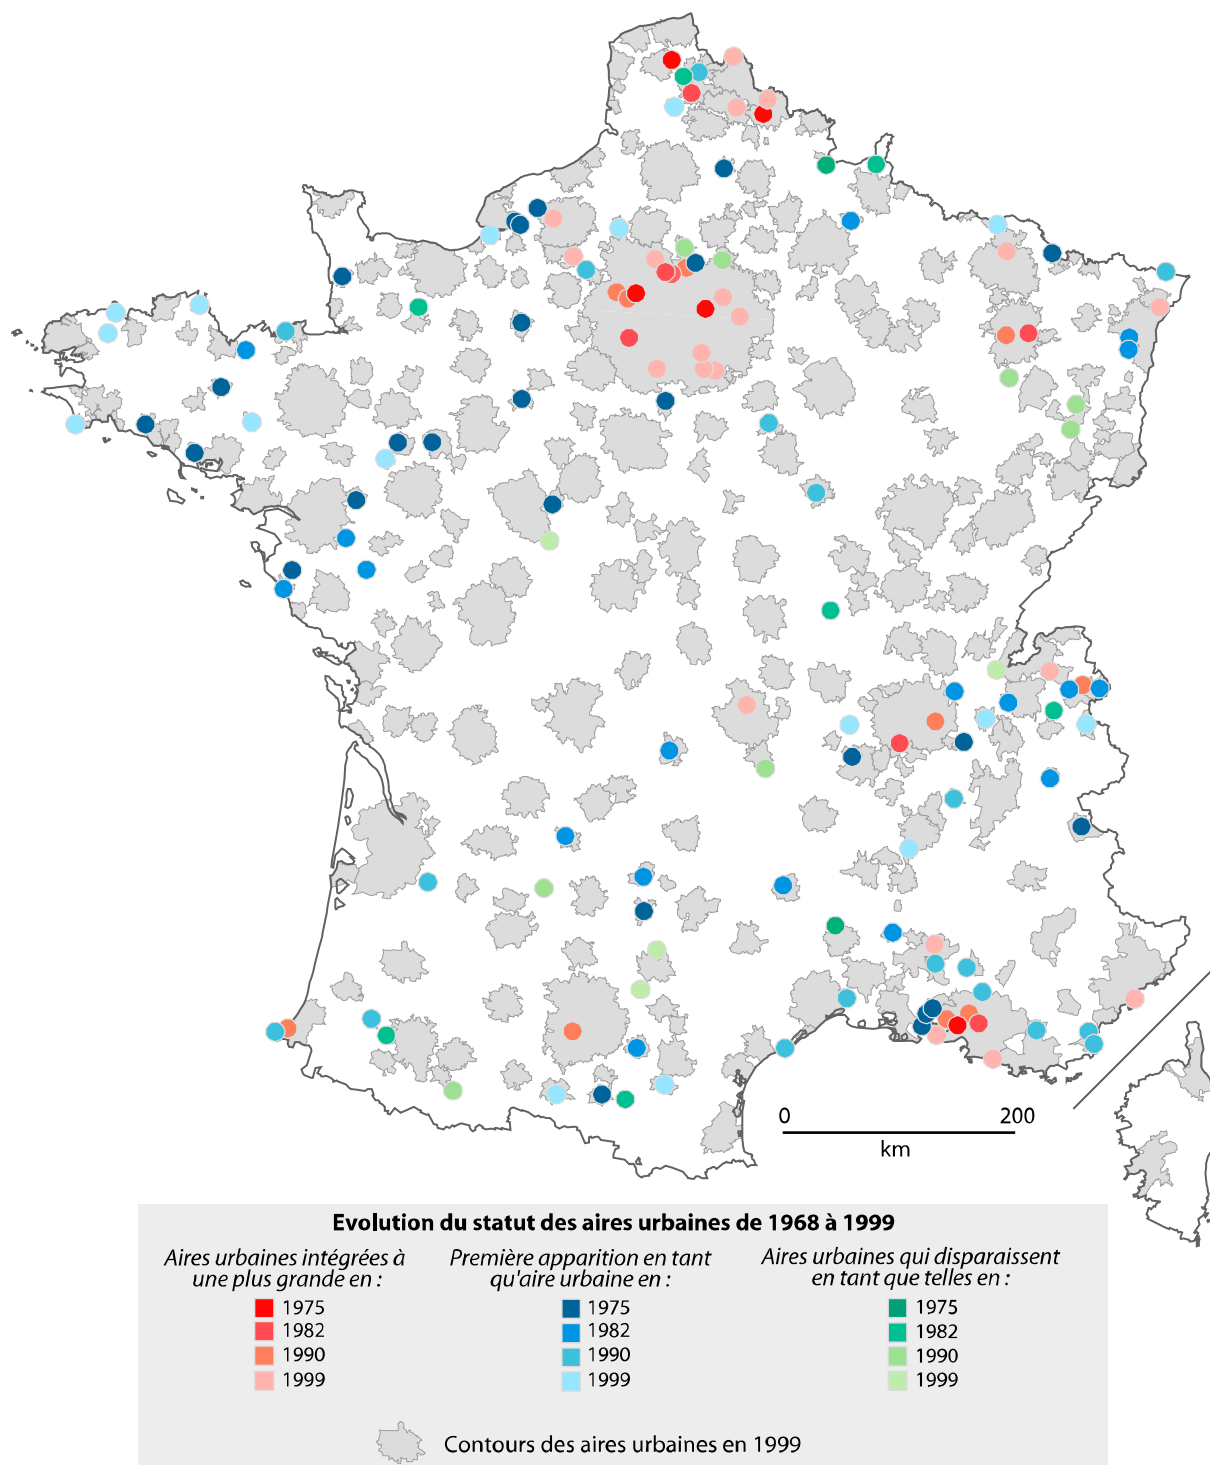 0 200
km
Evolution du statut des aires urbaines de 1968 à 1999
Aires urbaines intégrées à
une plus grande en :
1975
1982
1990
1999
Première apparition en tant
qu'aire urbaine en :
1975
1982
1990
1999
Aires urbaines qui disparaissent
en tant que telles en :
1975
1982
1990
1999
Contours des aires urbaines en 1999